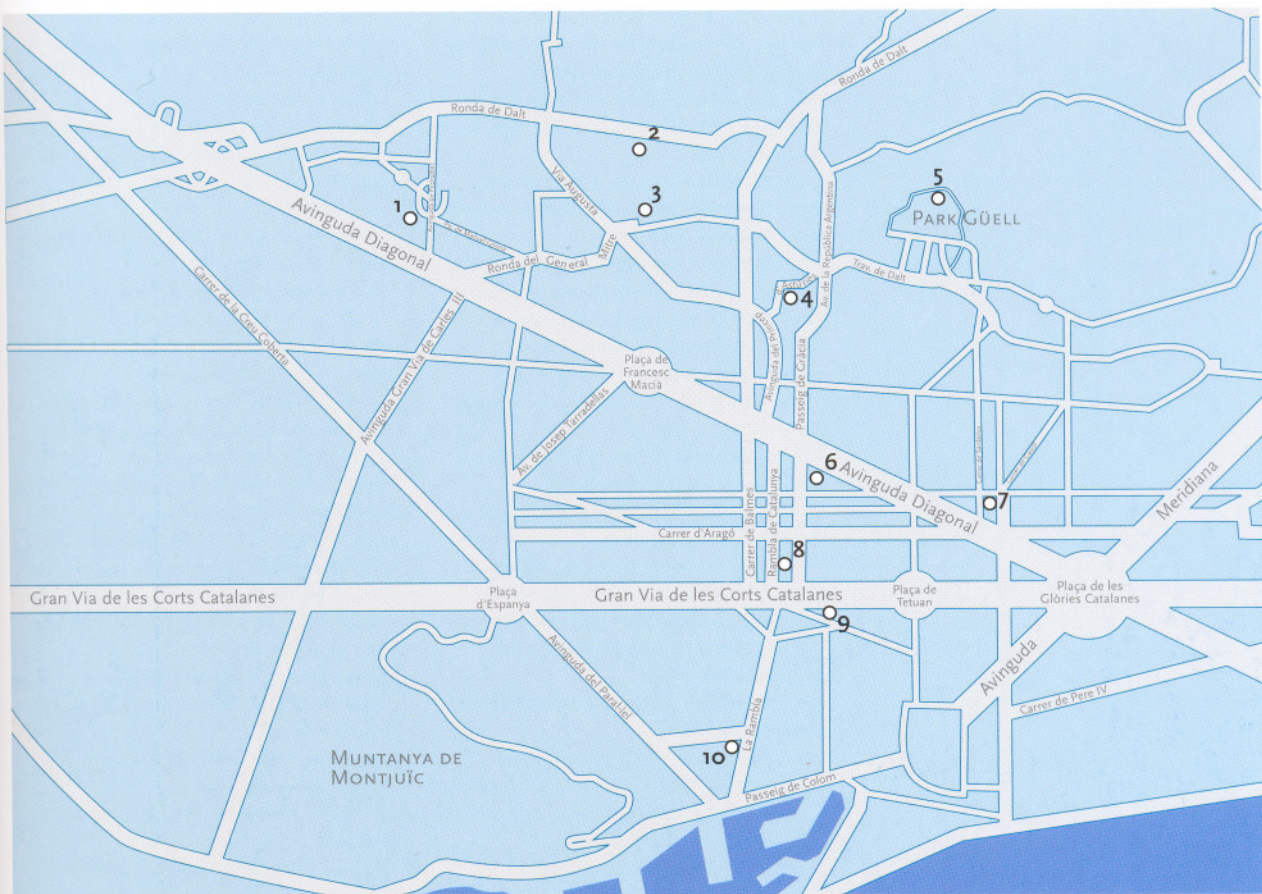 Ronda de Dalt
Ronda de Dalt
2
Via Augusta
3
1
Avinguda Diagonal
Ronda del General Mitre
5
PARK GÜELL
Av. de la República Argentina
Trav. de Dalt
4
Carrer de la Creu Coberta
Avinguda Gran Via de Carles III
Plaça de
Francesc
Macià
Passeig de Gràcia
Av. de Josep Tarradellas
6
Avinguda Diagonal
7
Meridiana
Carrer d'Aragó
Carrer de Balmes
Rambla de Catalunya
8
Gran Via de les Corts Catalanes
Plaça
d'Espanya
Gran Via de les Corts Catalanes
Plaça de
Tetuan
Plaça de les
Glòries Catalanes
9
Avinguda
Avinguda del Paral·lel
Carrer de Pere IV
La Rambla
10
MUNTANYA DE
MONTJUÏC
Passeig de Colom